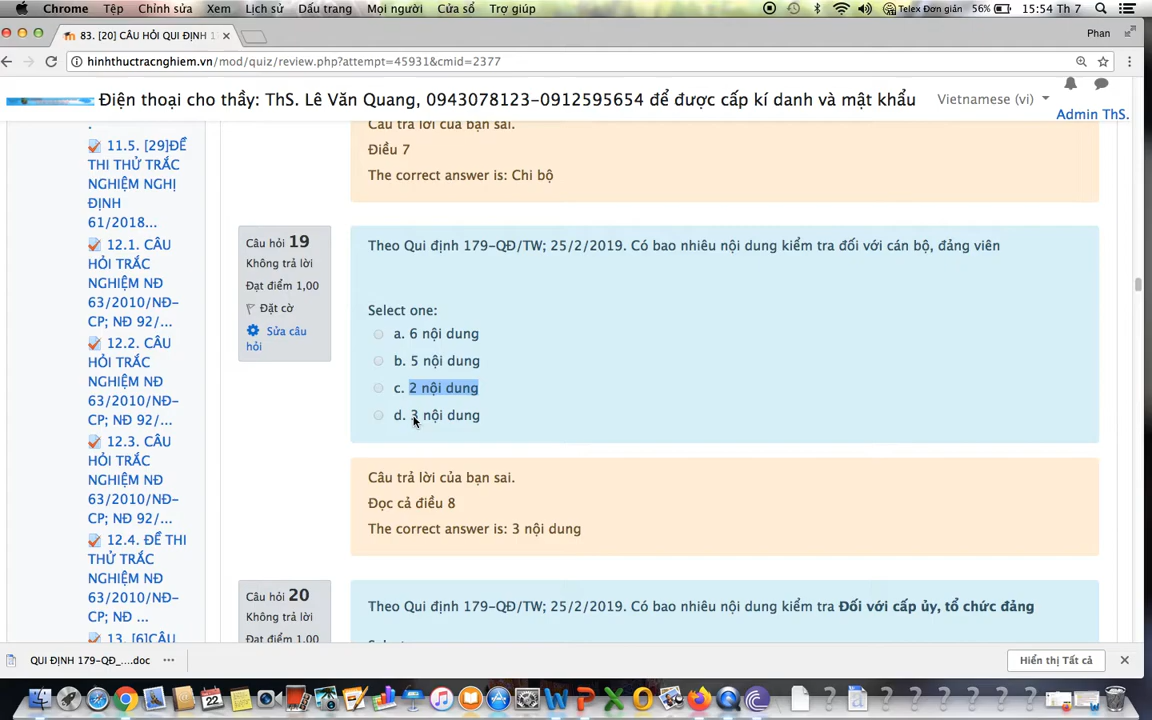 Chrome Tệp Chỉnh sửa Xem Lịch sử Dấu trang Mọi người Cửa sổ Trợ giúp Telex Đơn giản 56% 15:54 Th 7
83. [20] CÂU HỎI QUI ĐỊNH 1 Phan
hinhthuctracnghiem.vn/mod/quiz/review.php?attempt=45931&cmid=2377
Điện thoại cho thầy: ThS. Lê Văn Quang, 0943078123-0912595654 để được cấp kí danh và mật khẩu
Vietnamese (vi)
Admin ThS.
11.5. [29]ĐỀ
THI THỬ TRẮC
NGHIỆM NGHỊ
ĐỊNH
61/2018...
12.1. CÂU
HỎI TRẮC
NGHIỆM NĐ
63/2010/NĐ-
CP; NĐ 92/...
12.2. CÂU
HỎI TRẮC
NGHIỆM NĐ
63/2010/NĐ-
CP; NĐ 92/...
12.3. CÂU
HỎI TRẮC
NGHIỆM NĐ
63/2010/NĐ-
CP; NĐ 92/...
12.4. ĐỀ THI
THỬ TRẮC
NGHIỆM NĐ
63/2010/NĐ-
CP; NĐ ...
13. [6]CÂU
Câu trả lời của bạn sai.
Điều 7
The correct answer is: Chi bộ
Câu hỏi 19
Không trả lời
Đạt điểm 1,00
Đặt cờ
Sửa câu
hỏi
Theo Qui định 179-QĐ/TW; 25/2/2019. Có bao nhiêu nội dung kiểm tra đối với cán bộ, đảng viên
Select one:
a. 6 nội dung
b. 5 nội dung
c. 2 nội dung
d. 3 nội dung
Câu trả lời của bạn sai.
Đọc cả điều 8
The correct answer is: 3 nội dung
Câu hỏi 20
Không trả lời
Đạt điểm 1,00
Theo Qui định 179-QĐ/TW; 25/2/2019. Có bao nhiêu nội dung kiểm tra Đối với cấp ủy, tổ chức đảng
QUI ĐỊNH 179-QĐ_....doc
Hiển thị Tất cả